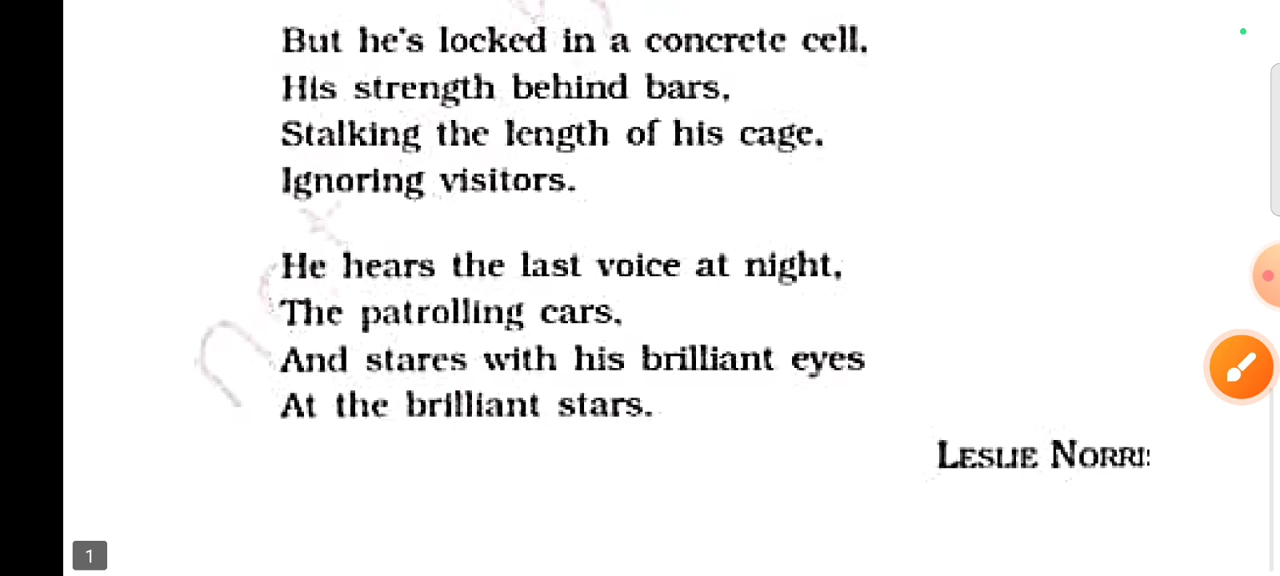 But he's locked in a concrete cell,
His strength behind bars,
Stalking the length of his cage,
Ignoring visitors.
He hears the last voice at night,
The patrolling cars,
And stares with his brilliant eyes
At the brilliant stars.
LESLIE
1